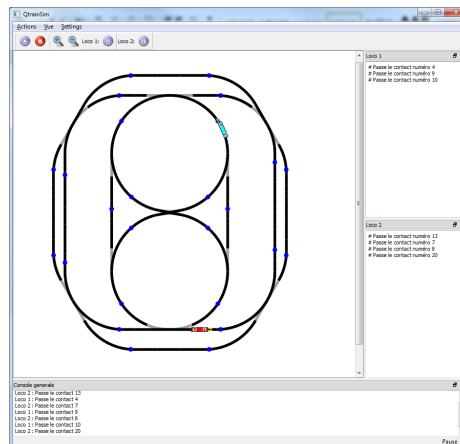 QtrainSim
Actions Vue Settings
Loco 1: Loco 2:
Loco 1
# Passe le contact numéro 4
# Passe le contact numéro 9
# Passe le contact numéro 10
Loco 2
# Passe le contact numéro 13
# Passe le contact numéro 7
# Passe le contact numéro 8
# Passe le contact numéro 20
Console generale
Loco 2 : Passe le contact 13
Loco 1 : Passe le contact 4
Loco 2 : Passe le contact 7
Loco 1 : Passe le contact 9
Loco 2 : Passe le contact 8
Loco 1 : Passe le contact 10
Loco 2 : Passe le contact 20
Pause